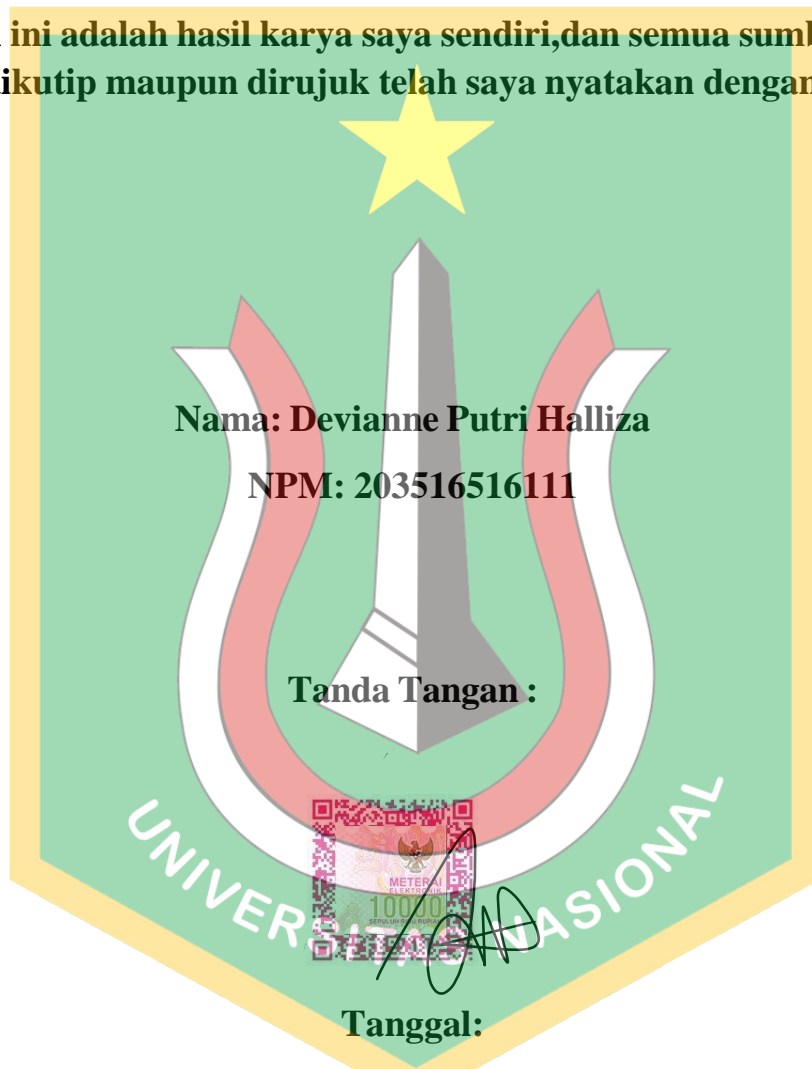 ini adalah hasil karya saya sendiri,dan semua sumb
ikutip maupun dirujuk telah saya nyatakan dengan
Nama: Devianne Putri Halliza
NPM: 203516516111
Tanda Tangan :
METERAI
ELEKTRONIK
10000
SEPULUH RIBU RUPIAH
UNIVERSITAS NASIONAL
Tanggal: